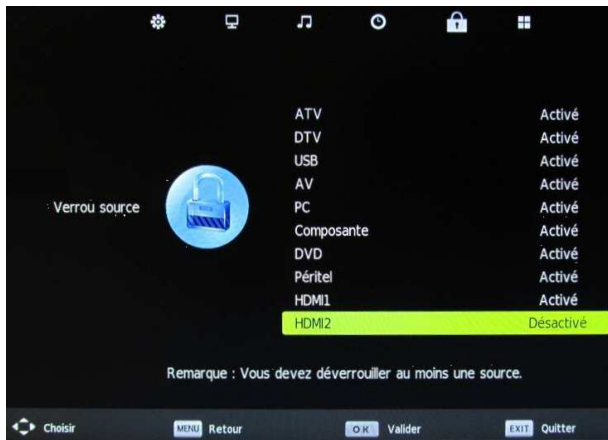 ATV Activé
DTV Activé
USB Activé
AV Activé
Verrou source PC Activé
Composante Activé
DVD Activé
Péritel Activé
HDMI1 Activé
HDMI2 Désactivé
Remarque : Vous devez déverrouiller au moins une source.
Choisir MENU Retour OK Valider EXIT Quitter